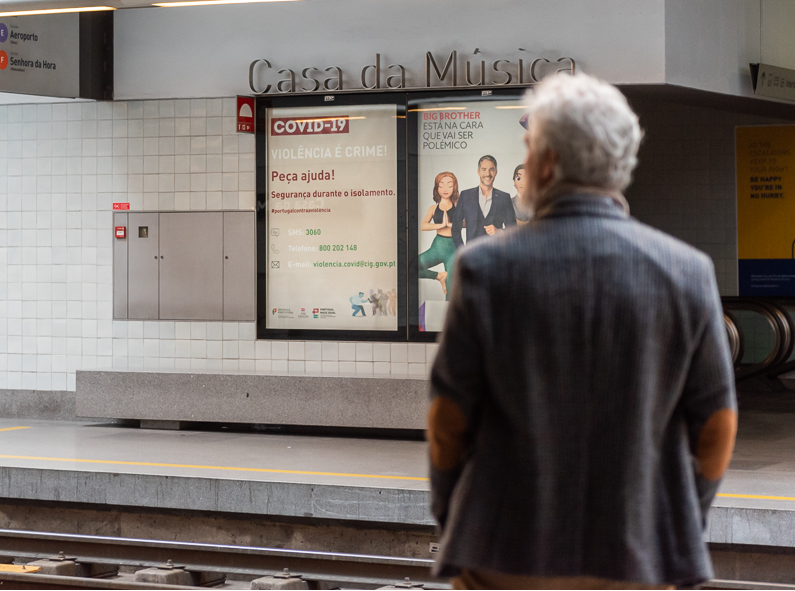 E
Aeroporto
F
Senhora da Hora
Casa da Música
COVID-19
VIOLÊNCIA É CRIME!
Peça ajuda!
Segurança durante o isolamento.
#portugalcontraaviolência
SMS: 3060
Telefone: 800 202 148
E-mail: violencia.covid@cig.gov.pt
BIG BROTHER
ESTÁ NA CARA
QUE VAI SER
POLÉMICO
BE HAPPY
YOU'RE IN
NO HURRY.